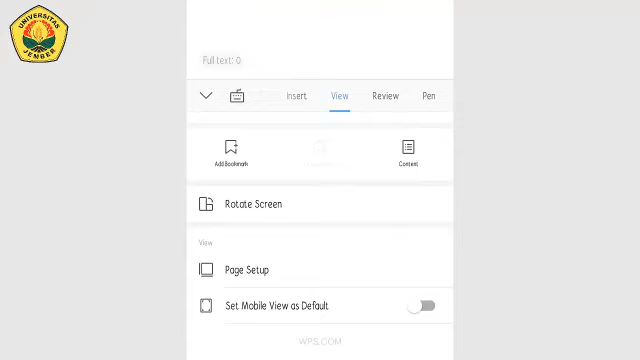 UNIVERSITAS
JEMBER
Full text: 0
Insert View Review Pen
Add Bookmark Content
Rotate Screen
View
Page Setup
Set Mobile View as Default
WPS.COM